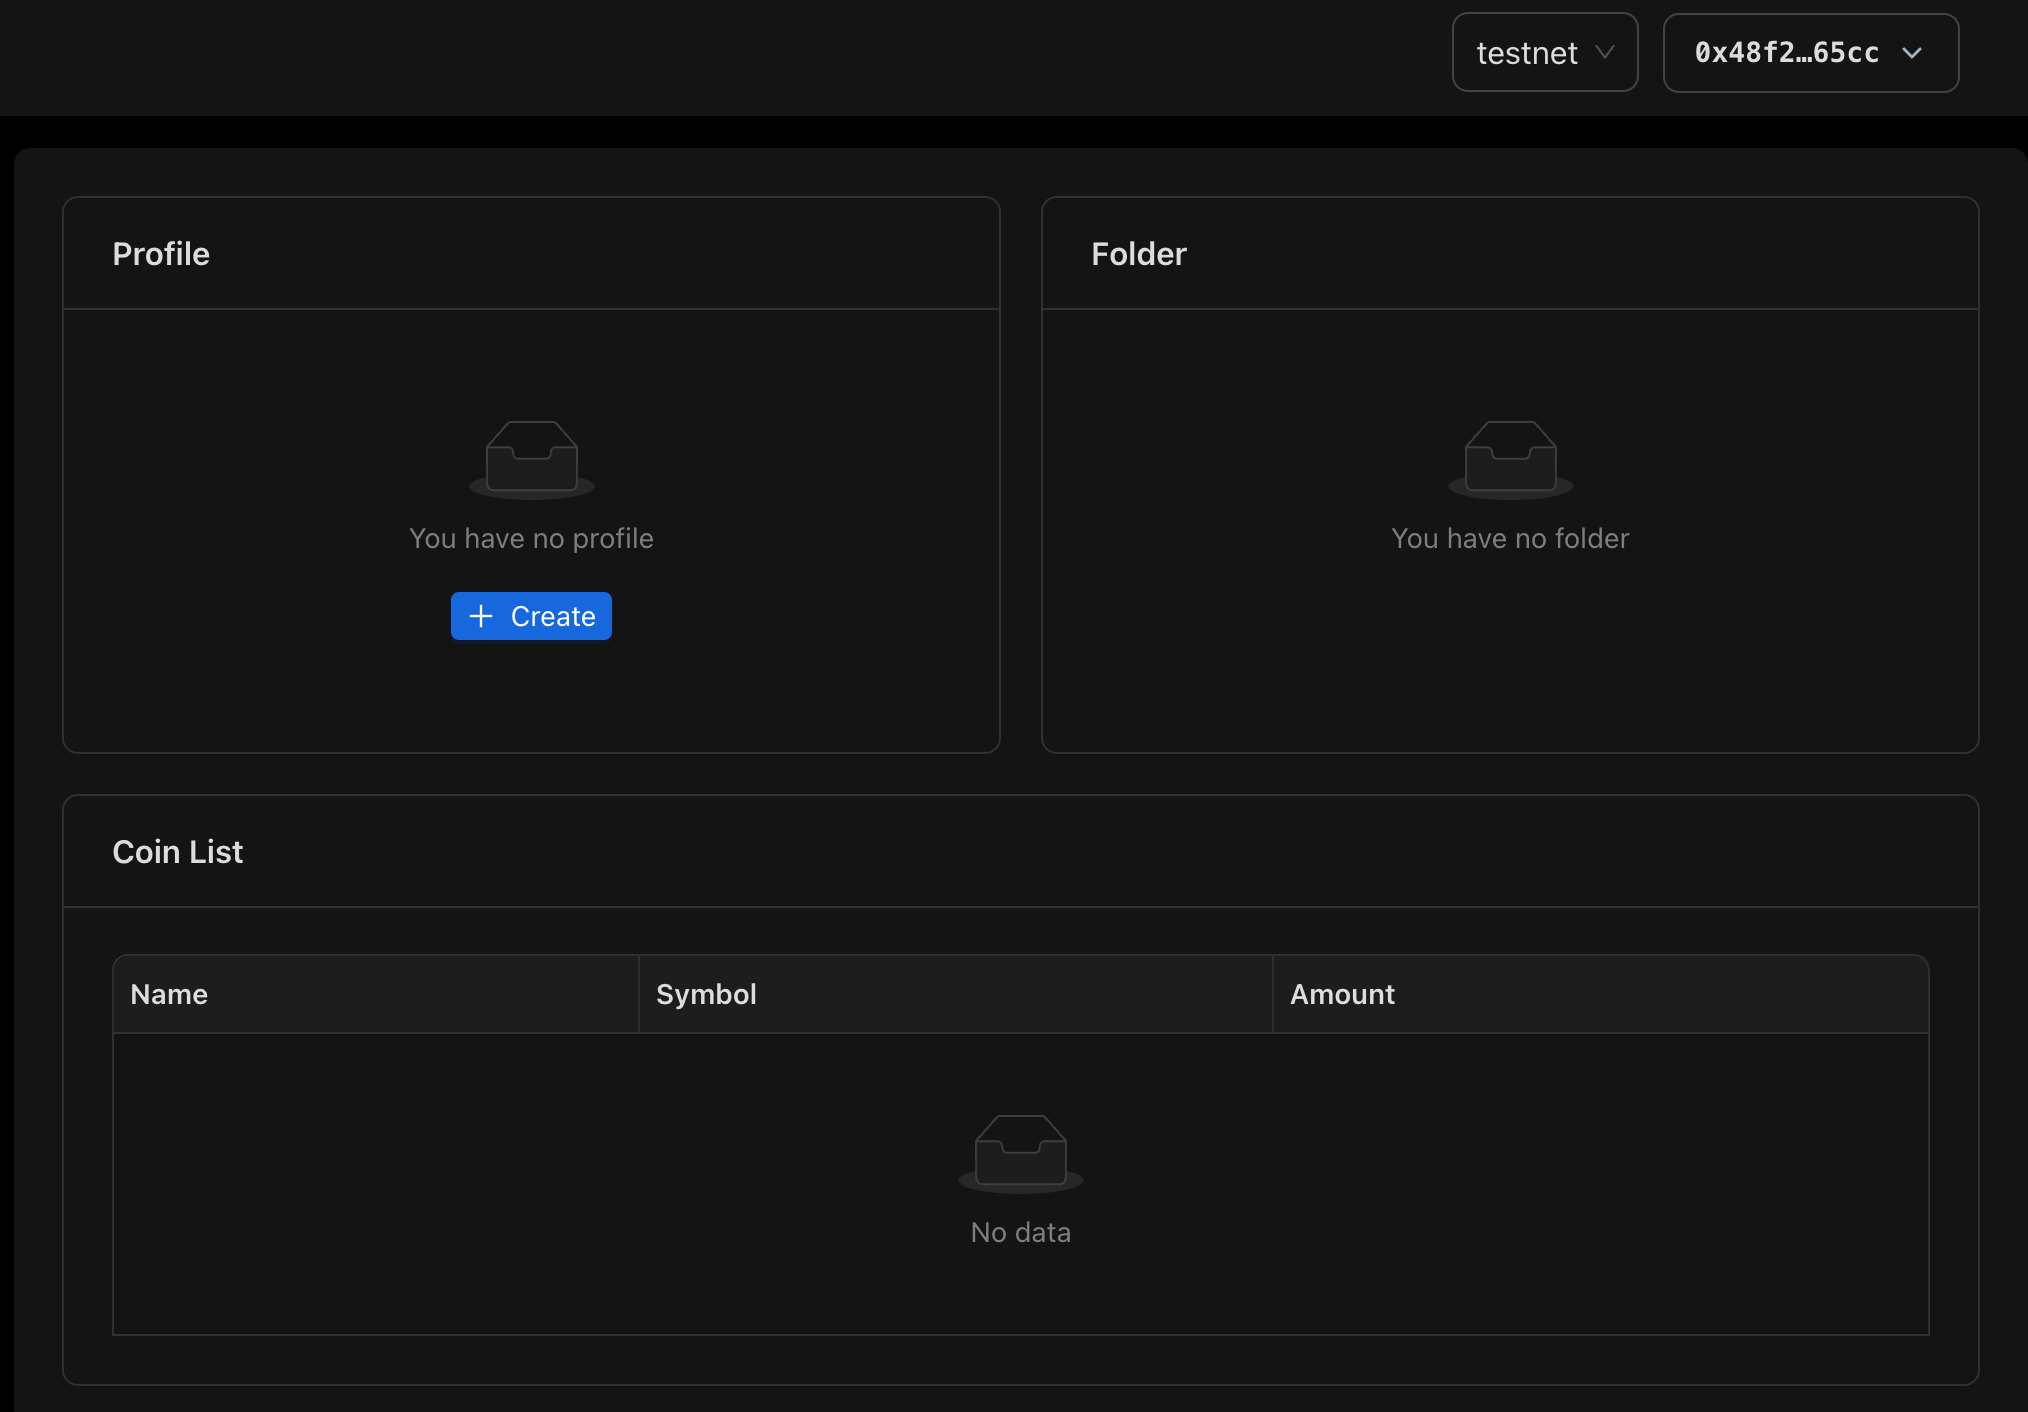 testnet
0x48f2…65cc
Profile
Folder
You have no profile
You have no folder
Create
Coin List
Name
Symbol
Amount
No data